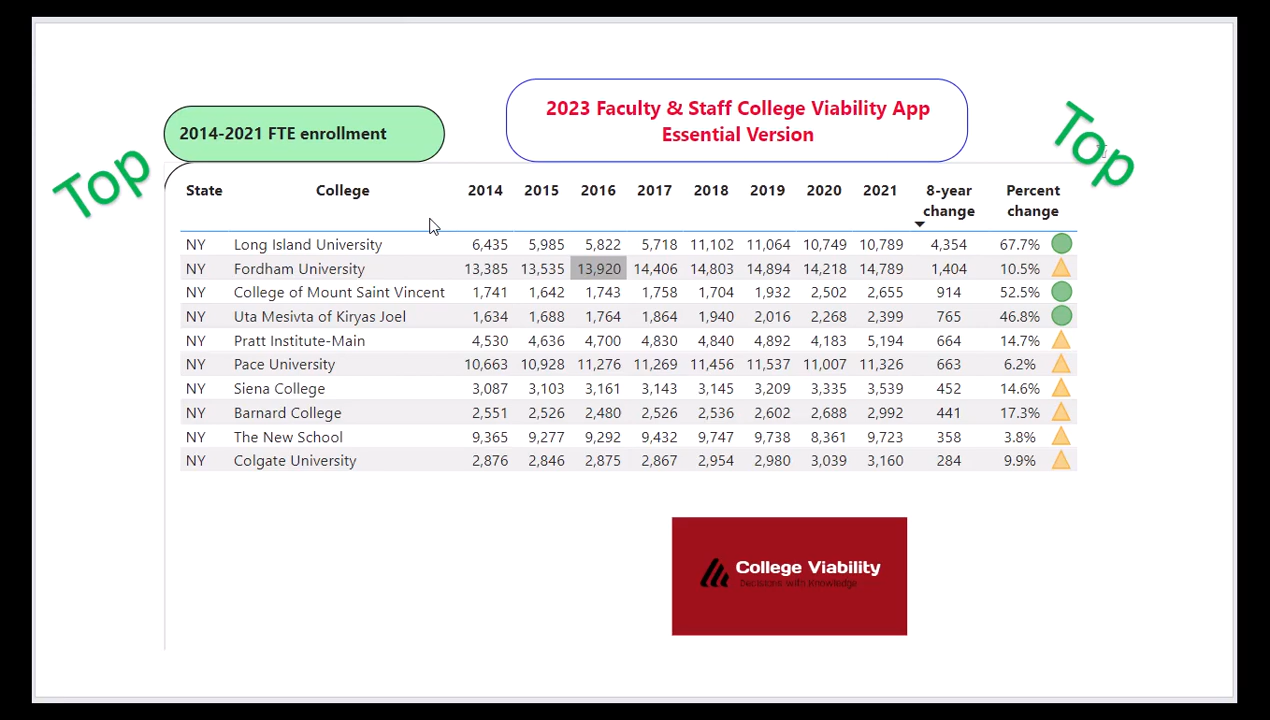 2023 Faculty & Staff College Viability App
Essential Version
2014-2021 FTE enrollment
Top
Top
State College 2014 2015 2016 2017 2018 2019 2020 2021 8-year change Percent change
NY Long Island University 6,435 5,985 5,822 5,718 11,102 11,064 10,749 10,789 4,354 67.7%
NY Fordham University 13,385 13,535 13,920 14,406 14,803 14,894 14,218 14,789 1,404 10.5%
NY College of Mount Saint Vincent 1,741 1,642 1,743 1,758 1,704 1,932 2,502 2,655 914 52.5%
NY Uta Mesivta of Kiryas Joel 1,634 1,688 1,764 1,864 1,940 2,016 2,268 2,399 765 46.8%
NY Pratt Institute-Main 4,530 4,636 4,700 4,830 4,840 4,892 4,183 5,194 664 14.7%
NY Pace University 10,663 10,928 11,276 11,269 11,456 11,537 11,007 11,326 663 6.2%
NY Siena College 3,087 3,103 3,161 3,143 3,145 3,209 3,335 3,539 452 14.6%
NY Barnard College 2,551 2,526 2,480 2,526 2,536 2,602 2,688 2,992 441 17.3%
NY The New School 9,365 9,277 9,292 9,432 9,747 9,738 8,361 9,723 358 3.8%
NY Colgate University 2,876 2,846 2,875 2,867 2,954 2,980 3,039 3,160 284 9.9%
College Viability
Decisions with Knowledge